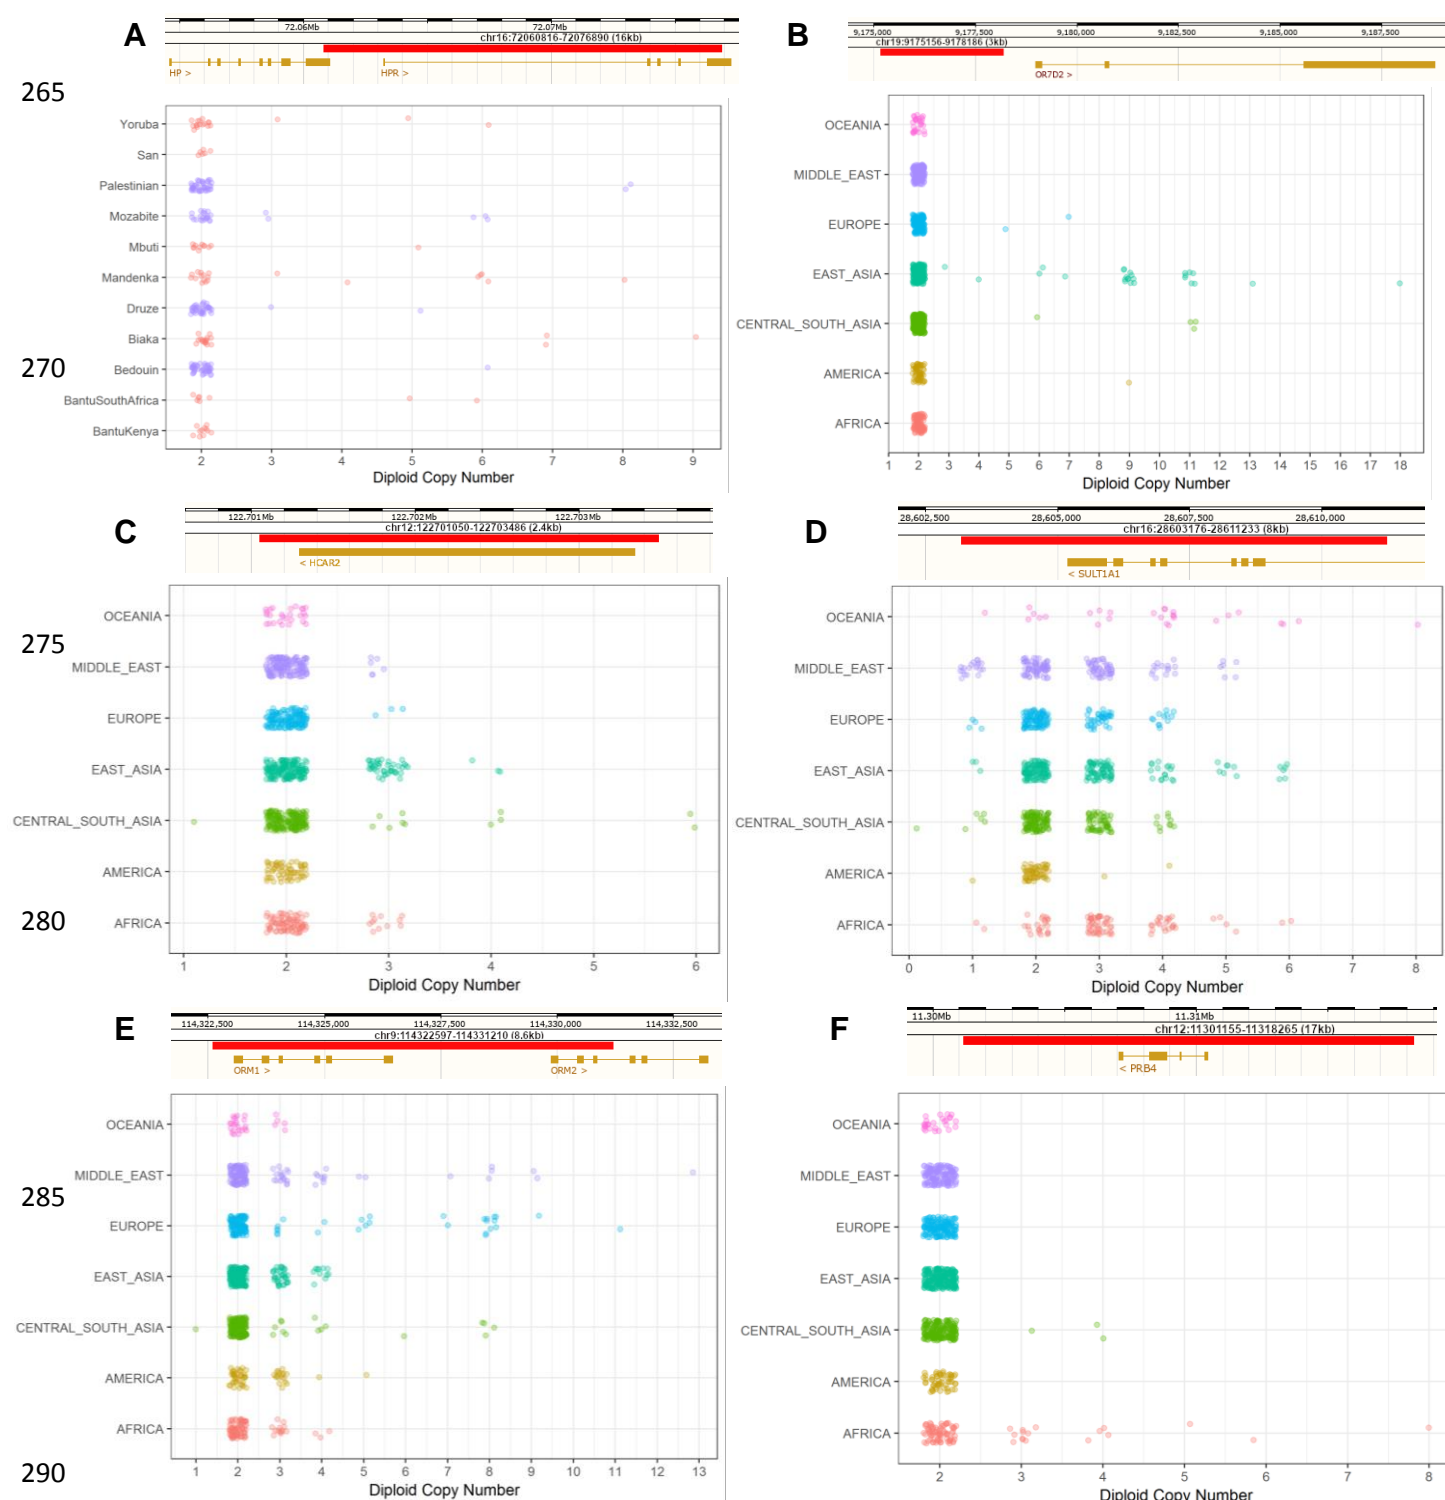 A
72.06Mb 72.07Mb
chr16:72060816-72076890 (16kb)
HP > HPR >
265
Yoruba
San
Palestinian
Mozabite
Mbuti
Mandenka
Druze
Biaka
270
Bedouin
BantuSouthAfrica
BantuKenya
2 3 4 5 6 7 8 9
Diploid Copy Number
B
9,175,000 9,177,500 9,180,000 9,182,500 9,185,000 9,187,500
chr19:9175156-9178186 (3kb)
OR7D2 >
OCEANIA
MIDDLE_EAST
EUROPE
EAST_ASIA
CENTRAL_SOUTH_ASIA
AMERICA
AFRICA
1 2 3 4 5 6 7 8 9 10 11 12 13 14 15 16 17 18
Diploid Copy Number
C
122.701Mb 122.702Mb 122.703Mb
chr12:122701050-122703486 (2.4kb)
< HCAR2
OCEANIA
275
MIDDLE_EAST
EUROPE
EAST_ASIA
CENTRAL_SOUTH_ASIA
AMERICA
280
AFRICA
1 2 3 4 5 6
Diploid Copy Number
D
28,602,500 28,605,000 28,607,500 28,610,000
chr16:28603176-28611233 (8kb)
< SULT1A1
OCEANIA
MIDDLE_EAST
EUROPE
EAST_ASIA
CENTRAL_SOUTH_ASIA
AMERICA
AFRICA
0 1 2 3 4 5 6 7 8
Diploid Copy Number
E
114,322,500 114,325,000 114,327,500 114,330,000 114,332,500
chr9:114322597-114331210 (8.6kb)
ORM1 > ORM2 >
OCEANIA
MIDDLE_EAST
285
EUROPE
EAST_ASIA
CENTRAL_SOUTH_ASIA
AMERICA
AFRICA
290
1 2 3 4 5 6 7 8 9 10 11 12 13
Diploid Copy Number
F
11.30Mb 11.31Mb
chr12:11301155-11318265 (17kb)
< PRB4
OCEANIA
MIDDLE_EAST
EUROPE
EAST_ASIA
CENTRAL_SOUTH_ASIA
AMERICA
AFRICA
2 3 4 5 6 7 8
Diploid Copy Number